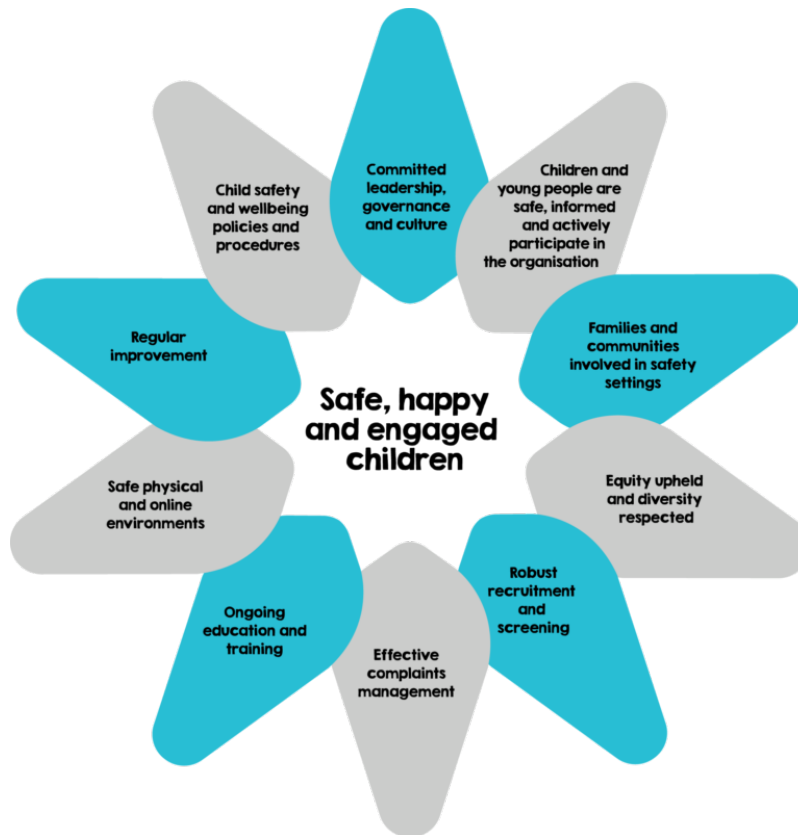 Committed
leadership,
governance
and culture
Children and
young people are
safe, informed
and actively
participate in
the organisation
Families and
communities
involved in safety
settings
Equity upheld
and diversity
respected
Robust
recruitment
and
screening
Effective
complaints
management
Ongoing
education and
training
Safe physical
and online
environments
Regular
improvement
Child safety
and wellbeing
policies and
procedures
Safe, happy
and engaged
children